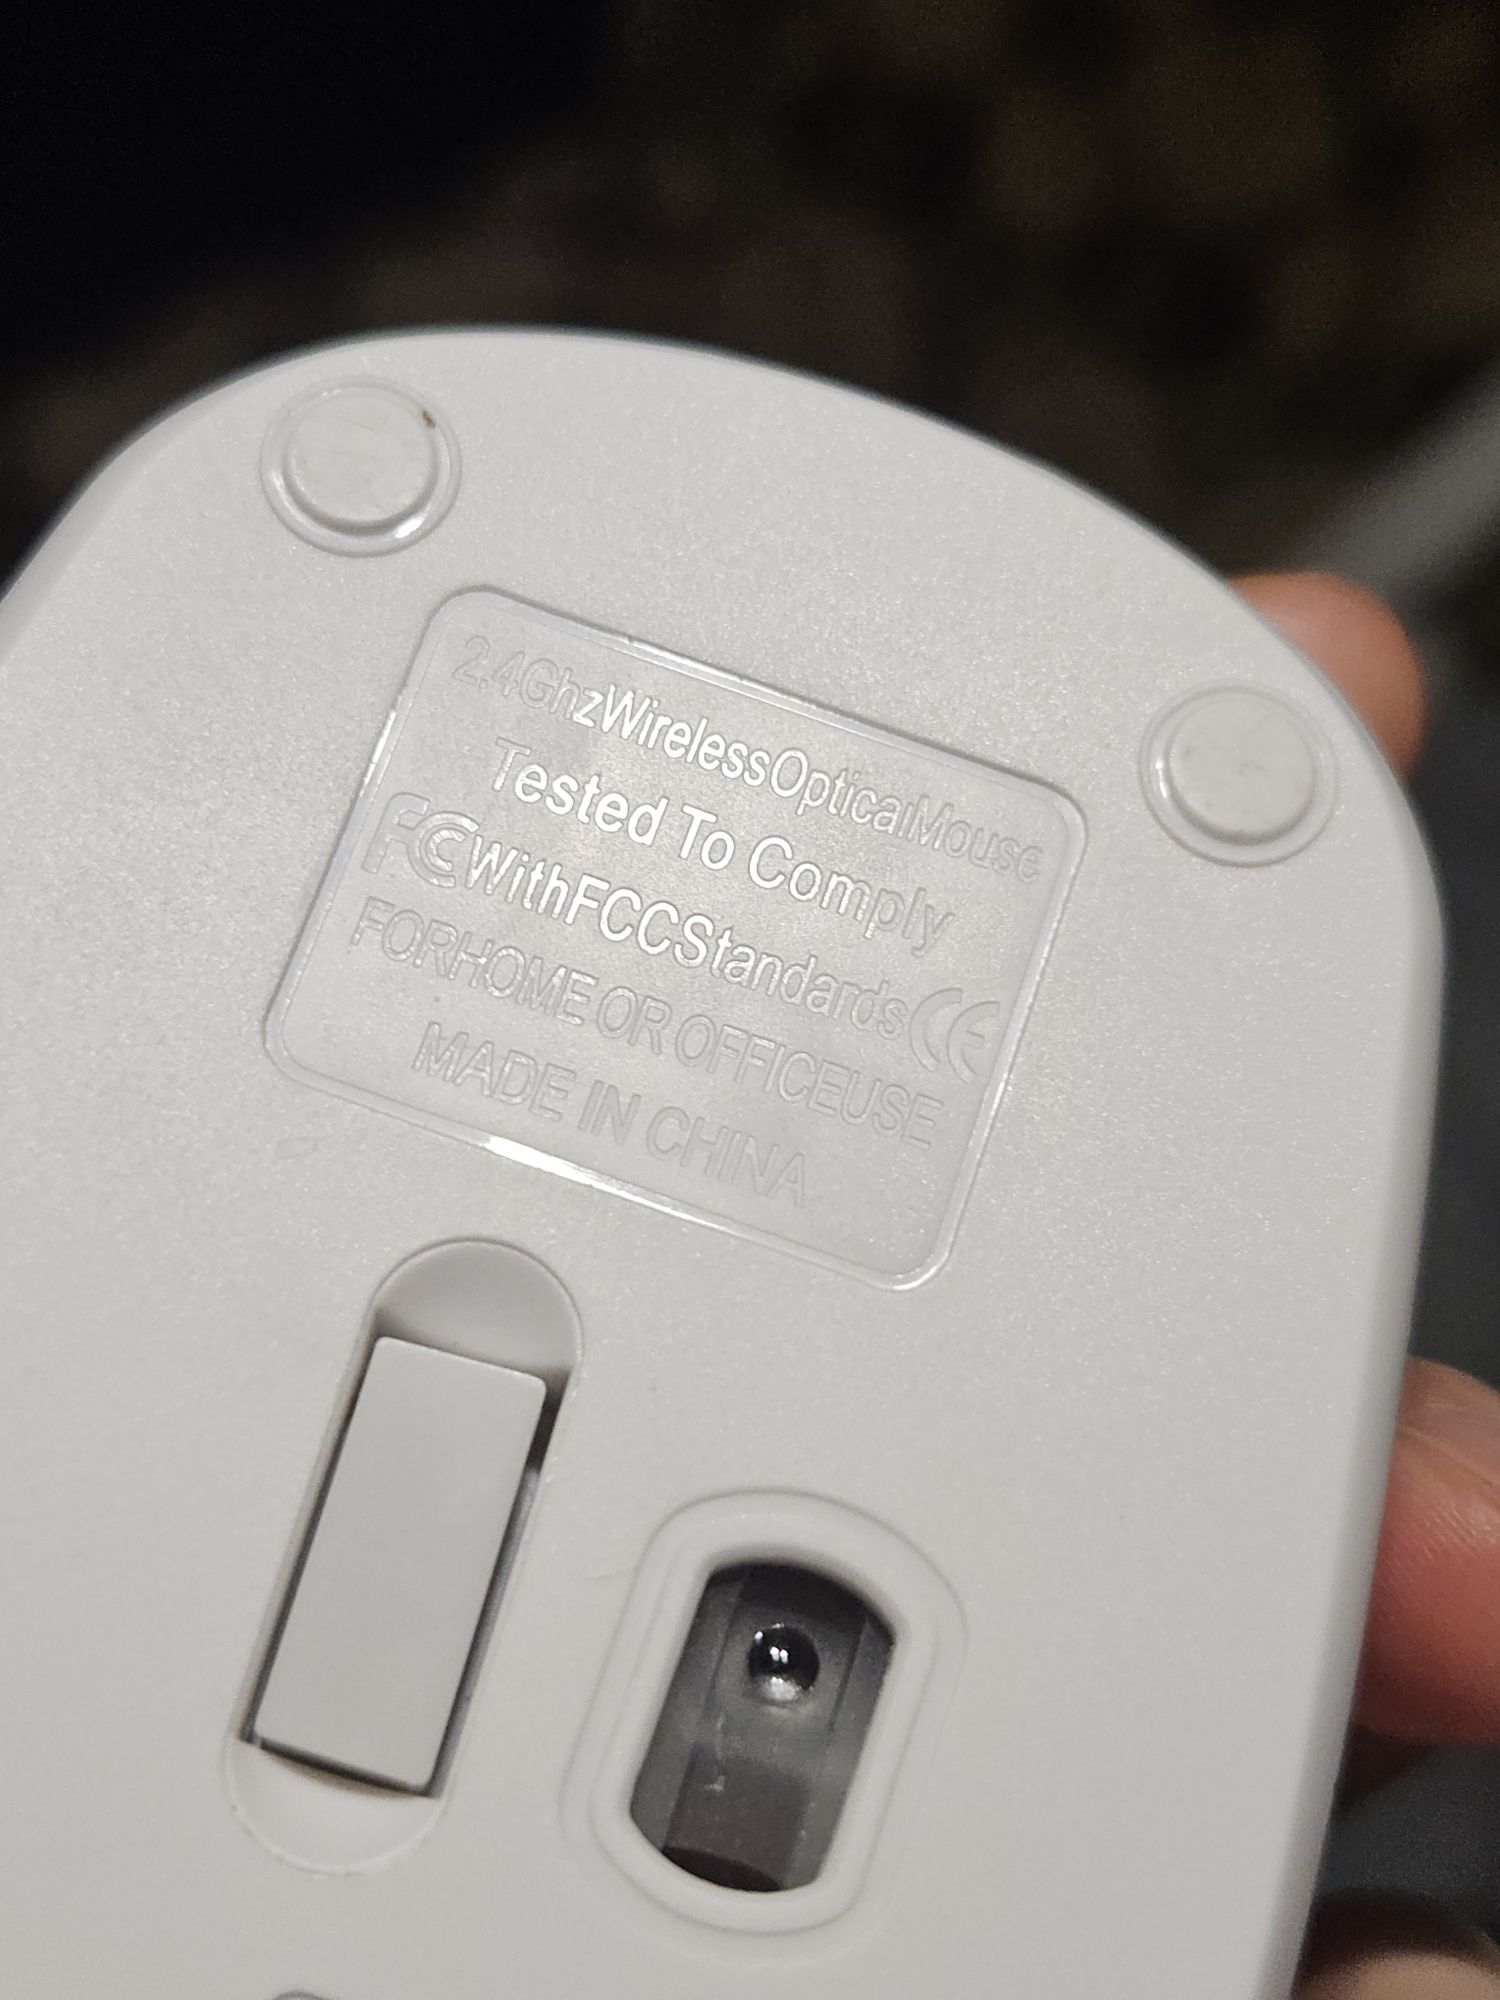 2.4GhzWirelessOpticalMouse
Tested To Comply
FC WithFCCStandards CE
FORHOME OR OFFICEUSE
MADE IN CHINA